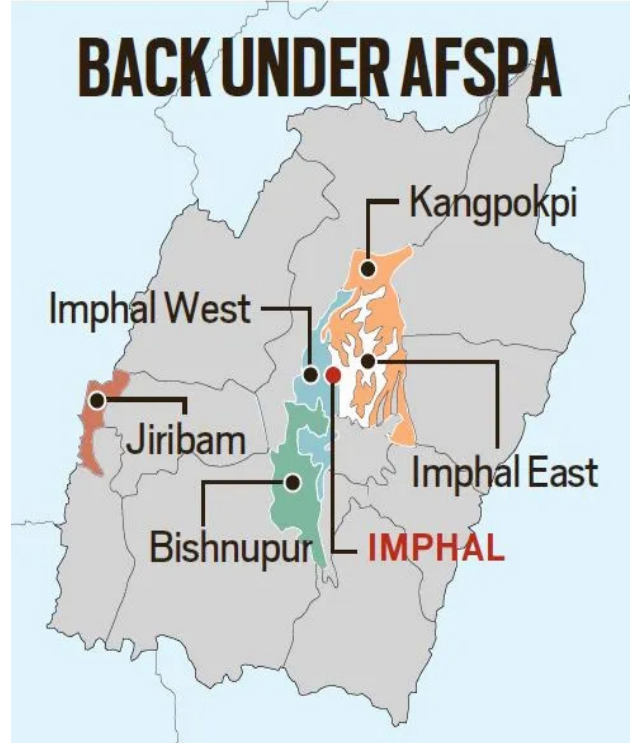 BACK UNDER AFSPA
Kangpokpi
Imphal West
Jiribam
Imphal East
Bishnupur
IMPHAL